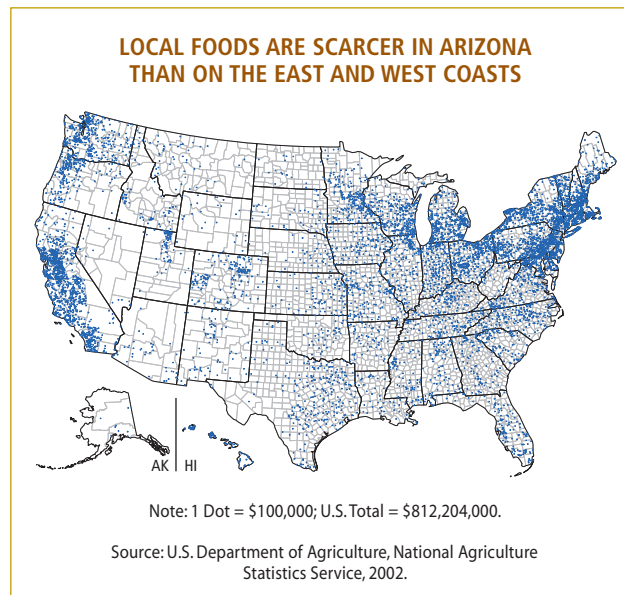 LOCAL FOODS ARE SCARCER IN ARIZONA
THAN ON THE EAST AND WEST COASTS
AK
HI
Note: 1 Dot = $100,000; U.S. Total = $812,204,000.
Source: U.S. Department of Agriculture, National Agriculture
Statistics Service, 2002.